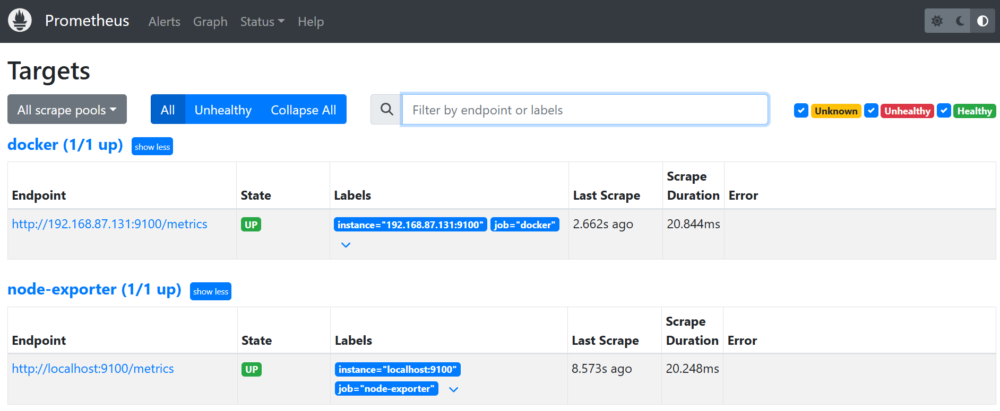 Prometheus Alerts Graph Status Help
Targets
All scrape pools All Unhealthy Collapse All Filter by endpoint or labels Unknown Unhealthy Healthy
docker (1/1 up) show less
Endpoint State Labels Last Scrape Scrape Duration Error
http://192.168.87.131:9100/metrics UP instance="192.168.87.131:9100" job="docker" 2.662s ago 20.844ms
node-exporter (1/1 up) show less
Endpoint State Labels Last Scrape Scrape Duration Error
http://localhost:9100/metrics UP instance="localhost:9100" job="node-exporter" 8.573s ago 20.248ms